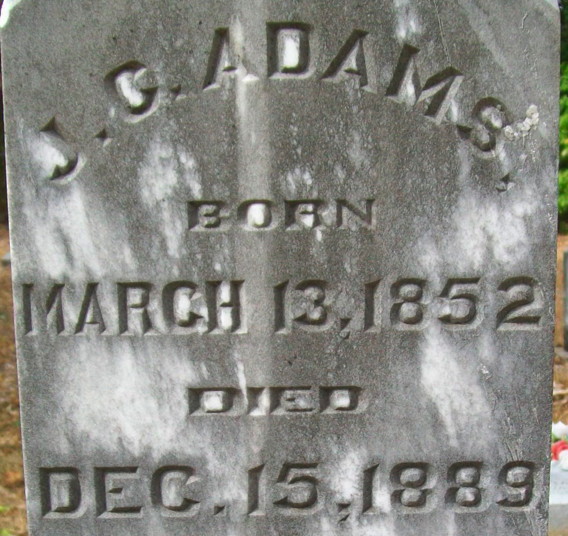 J. C. ADAMS.
BORN
MARCH 13, 1852
DIED
DEC. 15, 1889